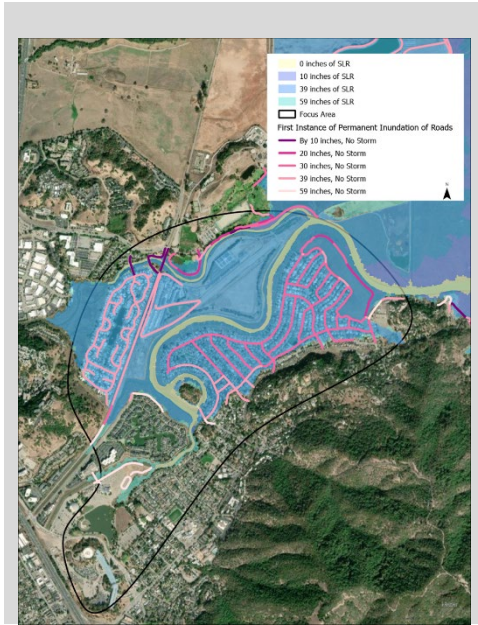 0 inches of SLR
10 inches of SLR
39 inches of SLR
59 inches of SLR
Focus Area
First Instance of Permanent Inundation of Roads
By 10 inches, No Storm
20 inches, No Storm
30 inches, No Storm
39 inches, No Storm
59 inches, No Storm